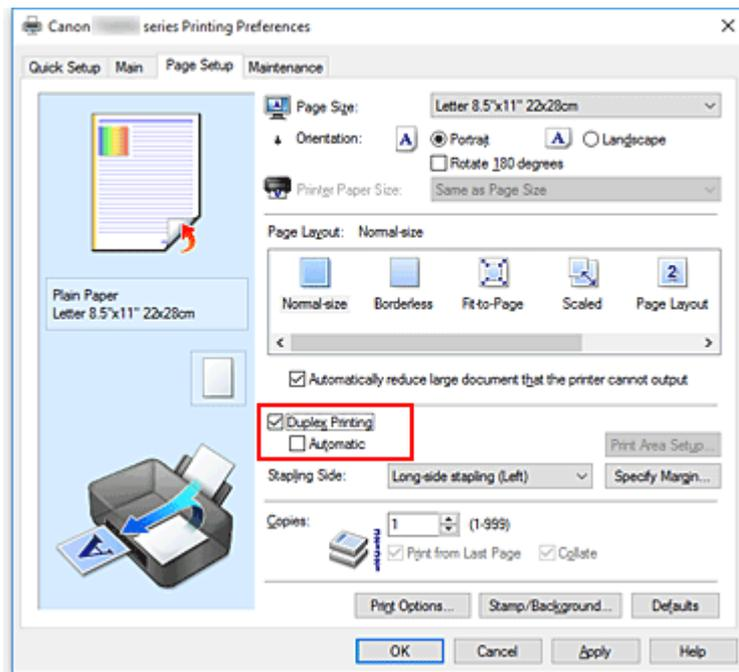 Canon series Printing Preferences
Quick Setup Main Page Setup Maintenance
Page Size: Letter 8.5"x11" 22x28cm
Orientation: A Portrait A Landscape
Rotate 180 degrees
Printer Paper Size: Same as Page Size
Page Layout: Normal-size
2
Normal-size Borderless Fit-to-Page Scaled Page Layout
Plain Paper
Letter 8.5"x11" 22x28cm
Automatically reduce large document that the printer cannot output
Duplex Printing
Automatic
Print Area Setup...
Stapling Side: Long-side stapling (Left) Specify Margin...
Copies: 1 (1-999)
Print from Last Page Collate
A
Print Options... Stamp/Background... Defaults
OK Cancel Apply Help